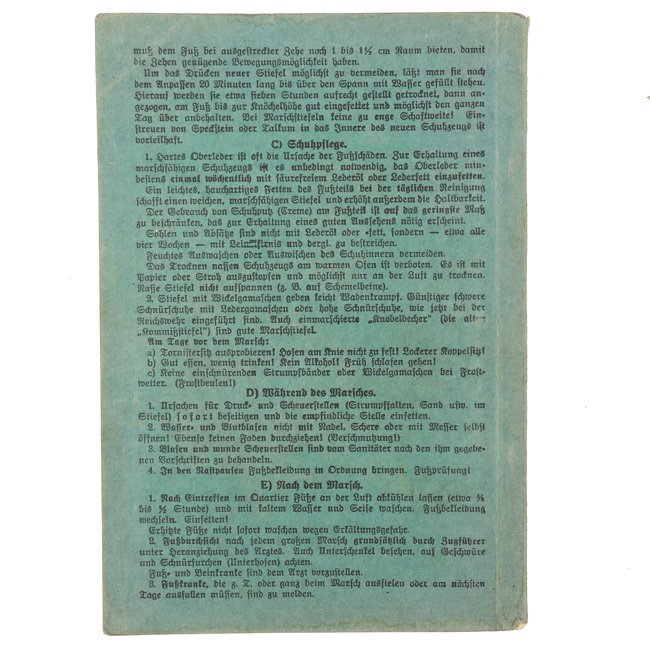 muß dem Fuß bei ausgestreckter Zehe noch 1 bis 1½ cm Raum bieten, damit
die Zehen genügende Bewegungsmöglichkeit haben.
Um das Drücken neuer Stiefel möglichst zu vermeiden, läßt man sie nach
dem Anpassen 20 Minuten lang bis über den Spann mit Wasser gefüllt stehen.
Hierauf werden sie etwa sieben Stunden aufrecht gestellt getrocknet, dann an-
gezogen, am Fuß bis zur Knöchelhöhe gut eingefettet und möglichst den ganzen
Tag über anbehalten. Bei Marschstiefeln keine zu enge Schaftweite! Ein-
streuen von Speckstein oder Talkum in das Innere des neuen Schuhzeugs ist
vorteilhaft.
C) Schuhpflege.
1. Hartes Oberleder ist oft die Ursache der Fußschäden. Zur Erhaltung eines
marschfähigen Schuhzeugs ist es unbedingt notwendig, das Oberleder min-
destens einmal wöchentlich mit säurefreiem Lederöl oder Lederfett einzufetten.
Ein leichtes, hauchartiges Fetten des Fußteils bei der täglichen Reinigung
schafft einen weichen, marschfähigen Stiefel und erhöht außerdem die Haltbarkeit.
Der Gebrauch von Schuhputz (Creme) am Fußteil ist auf das geringste Maß
zu beschränken, das zur Erhaltung eines guten Aussehens nötig erscheint.
Sohlen und Absätze sind nicht mit Lederöl oder -fett, sondern — etwa alle
vier Wochen — mit Leinölfirnis und dergl. zu bestreichen.
Feuchtes Auswaschen oder Auswischen des Schuhinnern vermeiden.
Das Trocknen nassen Schuhzeugs am warmen Ofen ist verboten. Es ist mit
Papier oder Stroh auszustopfen und möglichst nur an der Luft zu trocknen.
Nasse Stiefel nicht aufspannen (z. B. auf Schemelbeine).
2. Stiefel mit Wickelgamaschen geben leicht Wadenkrampf. Günstiger schwere
Schnürschuhe mit Ledergamaschen oder hohe Schnürschuhe, wie jetzt bei der
Reichswehr eingeführt sind. Auch einmarschierte „Knobelbecher" (die alten
„Kommißstiefel") sind gute Marschstiefel.
Am Tage vor dem Marsch:
a) Tornistersitz ausprobieren! Hosen am Knie nicht zu fest! Lockerer Koppelsitz!
b) Gut essen, wenig trinken! Kein Alkohol! Früh schlafen gehen!
c) Keine einschnürenden Strumpfbänder oder Wickelgamaschen bei Frost-
wetter. (Frostbeulen!)
D) Während des Marsches.
1. Ursachen für Druck- und Scheuerstellen (Strumpffalten, Sand usw. im
Stiefel) sofort beseitigen und die empfindliche Stelle einfetten.
2. Wasser- und Blutblasen nicht mit Nadel, Schere oder mit Messer selbst
öffnen! Ebenso keinen Faden durchziehen! (Verschmutzung!)
3. Blasen und wunde Scheuerstellen sind vom Sanitäter nach den ihm gegebe-
nen Vorschriften zu behandeln.
4. In den Rastpausen Fußbekleidung in Ordnung bringen. Fußprüfung!
E) Nach dem Marsch.
1. Nach Eintreffen im Quartier Füße an der Luft abkühlen lassen (etwa ¼
bis ½ Stunde) und mit kaltem Wasser und Seife waschen. Fußbekleidung
wechseln. Einfetten!
Erhitzte Füße nicht sofort waschen wegen Erkältungsgefahr.
2. Fußdurchsicht nach jedem großen Marsch grundsätzlich durch Zugführer
unter Heranziehung des Arztes. Auch Unterschenkel besehen, auf Geschwüre
und Schnürfurchen (Unterhosen) achten.
Fuß- und Beinkranke sind dem Arzt vorzustellen.
3. Fußkranke, die z. T. oder ganz beim Marsch ausfielen oder am nächsten
Tage ausfallen müssen, sind zu melden.